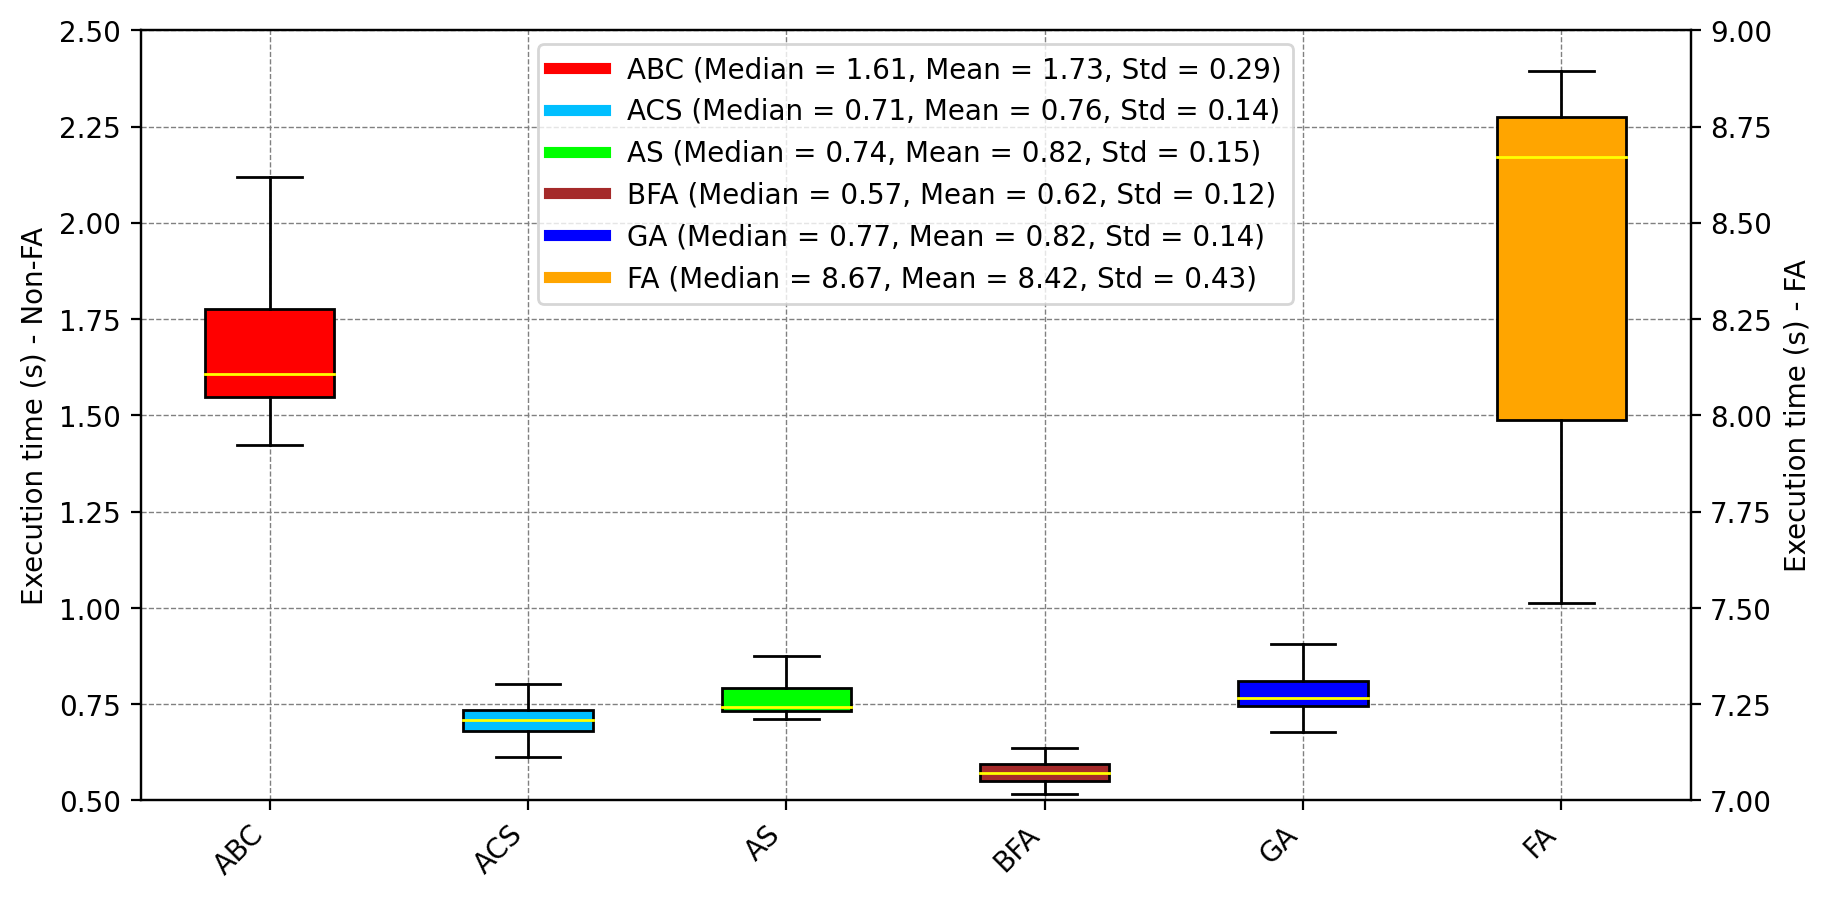 2.50
2.25
2.00
1.75
1.50
1.25
1.00
0.75
0.50
Execution time (s) - Non-FA
ABC (Median = 1.61, Mean = 1.73, Std = 0.29)
ACS (Median = 0.71, Mean = 0.76, Std = 0.14)
AS (Median = 0.74, Mean = 0.82, Std = 0.15)
BFA (Median = 0.57, Mean = 0.62, Std = 0.12)
GA (Median = 0.77, Mean = 0.82, Std = 0.14)
FA (Median = 8.67, Mean = 8.42, Std = 0.43)
9.00
8.75
8.50
8.25
8.00
7.75
7.50
7.25
7.00
Execution time (s) - FA
ABC
ACS
AS
BFA
GA
FA